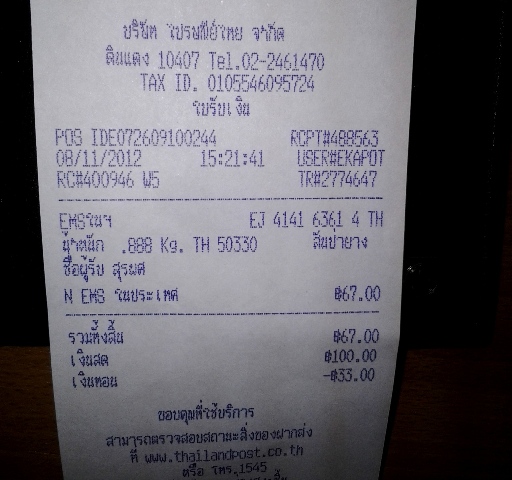 บริษัท ไปรษณีย์ไทย จำกัด
ดินแดง 10407 Tel.02-2461470
TAX ID. 0105546095724
ใบรับเงิน
POS IDE072609100244 RCPT#488563
08/11/2012 15:21:41 USER#EKAPOT
RC#400946 W5 TR#2774647
EMSในฯ EJ 4141 6361 4 TH
น้ำหนัก .888 Kg. TH 50330 สันป่ายาง
ชื่อผู้รับ สุรยศ
N EMS ในประเทศ ฿67.00
รวมทั้งสิ้น ฿67.00
เงินสด ฿100.00
เงินทอน -฿33.00
ขอบคุณที่ใช้บริการ
สามารถตรวจสอบสถานะสิ่งของฝากส่ง
ที่ www.thailandpost.co.th
หรือ โทร.1545